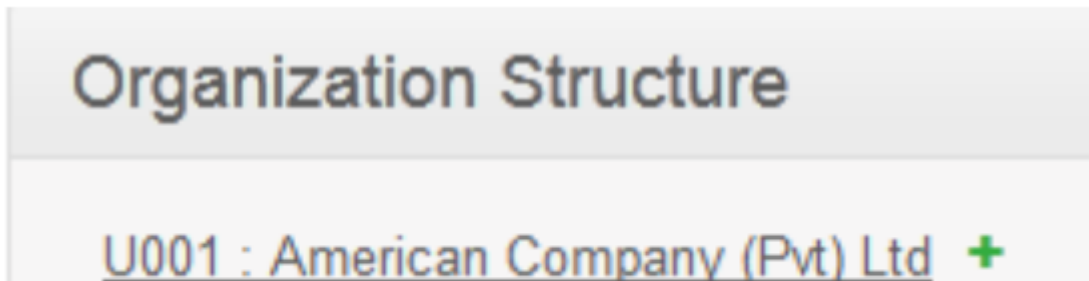 Organization Structure
U001 : American Company (Pvt) Ltd +